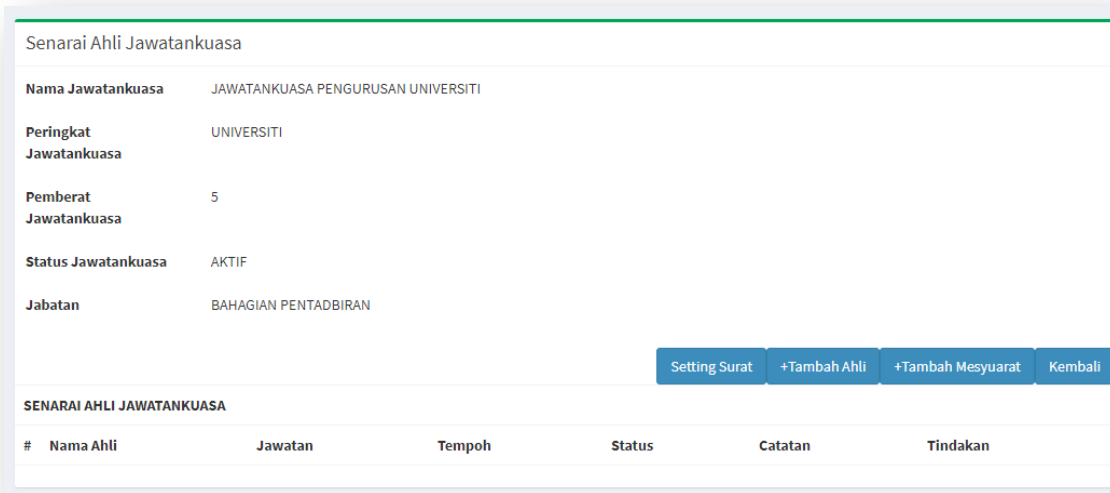 Senarai Ahli Jawatankuasa
Nama Jawatankuasa JAWATANKUASA PENGURUSAN UNIVERSITI
Peringkat UNIVERSITI
Jawatankuasa
Pemberat 5
Jawatankuasa
Status Jawatankuasa AKTIF
Jabatan BAHAGIAN PENTADBIRAN
Setting Surat +Tambah Ahli +Tambah Mesyuarat Kembali
SENARAI AHLI JAWATANKUASA
# Nama Ahli Jawatan Tempoh Status Catatan Tindakan